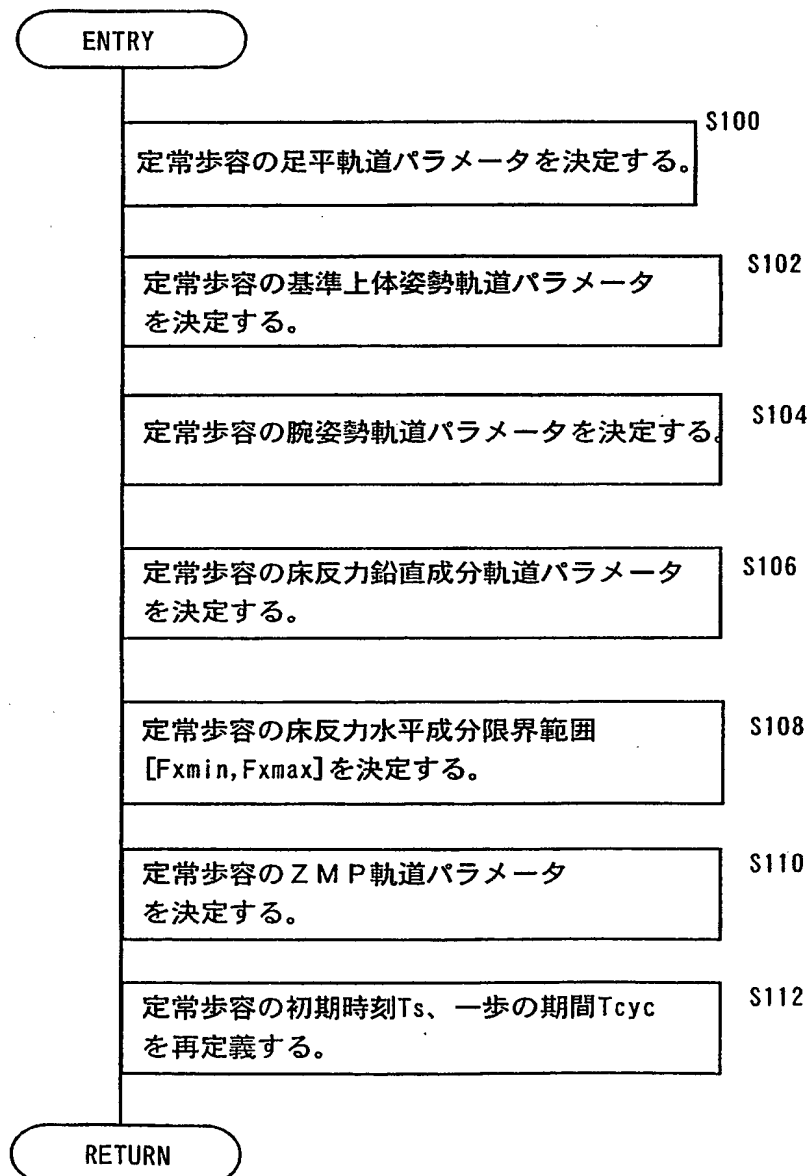 ENTRY
S100
定常歩容の足平軌道パラメータを決定する。
S102
定常歩容の基準上体姿勢軌道パラメータ
を決定する。
S104
定常歩容の腕姿勢軌道パラメータを決定する。
S106
定常歩容の床反力鉛直成分軌道パラメータ
を決定する。
S108
定常歩容の床反力水平成分限界範囲
[Fxmin,Fxmax]を決定する。
S110
定常歩容のＺＭＰ軌道パラメータ
を決定する。
S112
定常歩容の初期時刻Ts、一歩の期間Tcyc
を再定義する。
RETURN